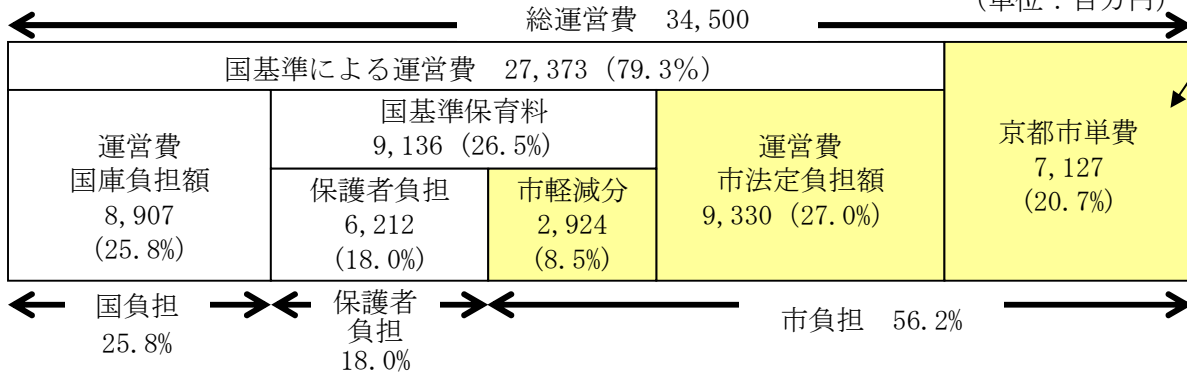 (単位:百万円)
総運営費 34,500
国基準による運営費 27,373 (79.3%)
運営費
国庫負担額
8,907
(25.8%)
国基準保育料
9,136 (26.5%)
保護者負担
6,212
(18.0%)
市軽減分
2,924
(8.5%)
運営費
市法定負担額
9,330 (27.0%)
京都市単費
7,127
(20.7%)
国負担
25.8%
保護者
負担
18.0%
市負担 56.2%